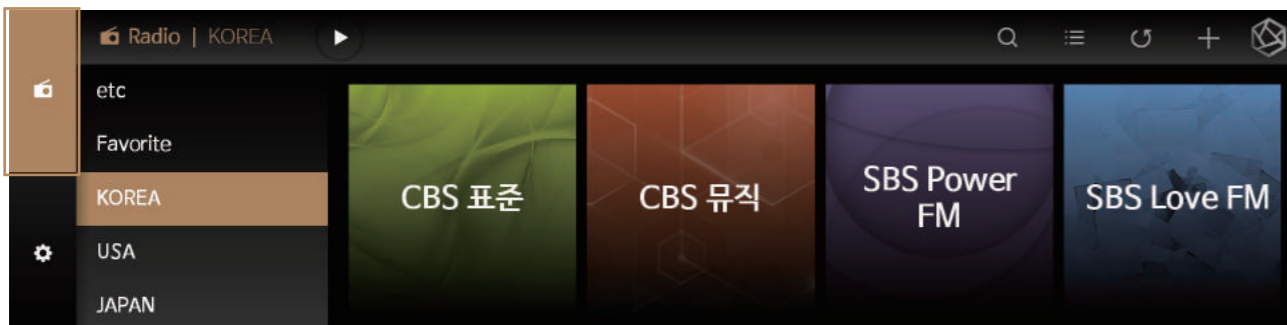 Radio | KOREA
etc
Favorite
KOREA
USA
JAPAN
CBS 표준
CBS 뮤직
SBS Power
FM
SBS Love FM